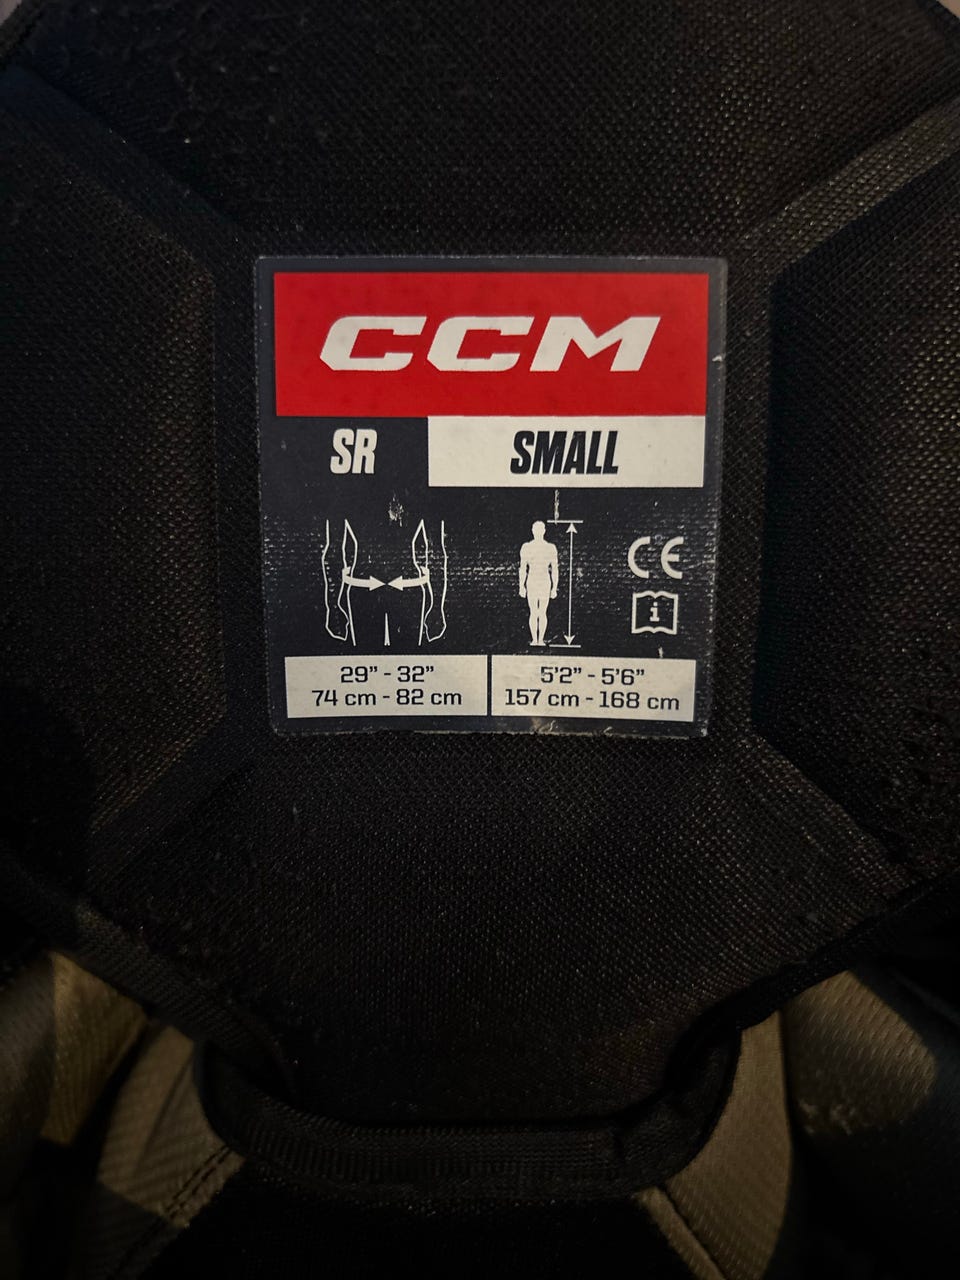 CCM
SR SMALL
CE
i
29” - 32” 5’2” - 5’6”
74 cm - 82 cm 157 cm - 168 cm